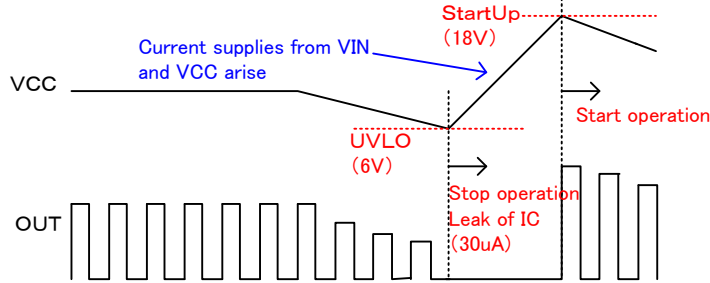 StartUp
(18V)
Current supplies from VIN
and VCC arise
VCC
Start operation
UVLO
(6V)
Stop operation
Leak of IC
(30uA)
OUT